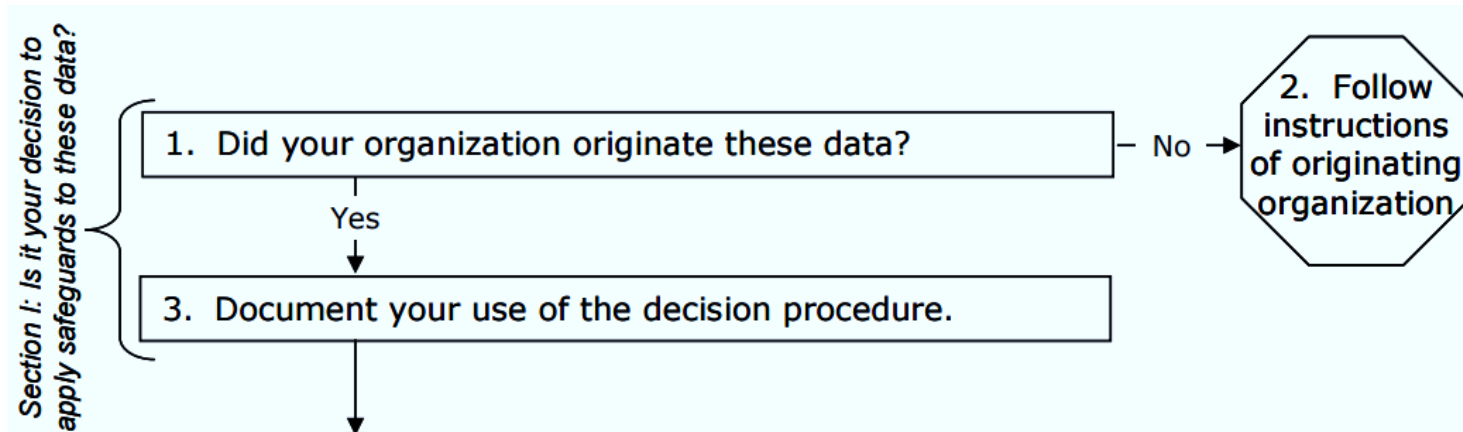 Section I: Is it your decision to
apply safeguards to these data?
1. Did your organization originate these data?
No
2. Follow
instructions
of originating
organization
Yes
3. Document your use of the decision procedure.